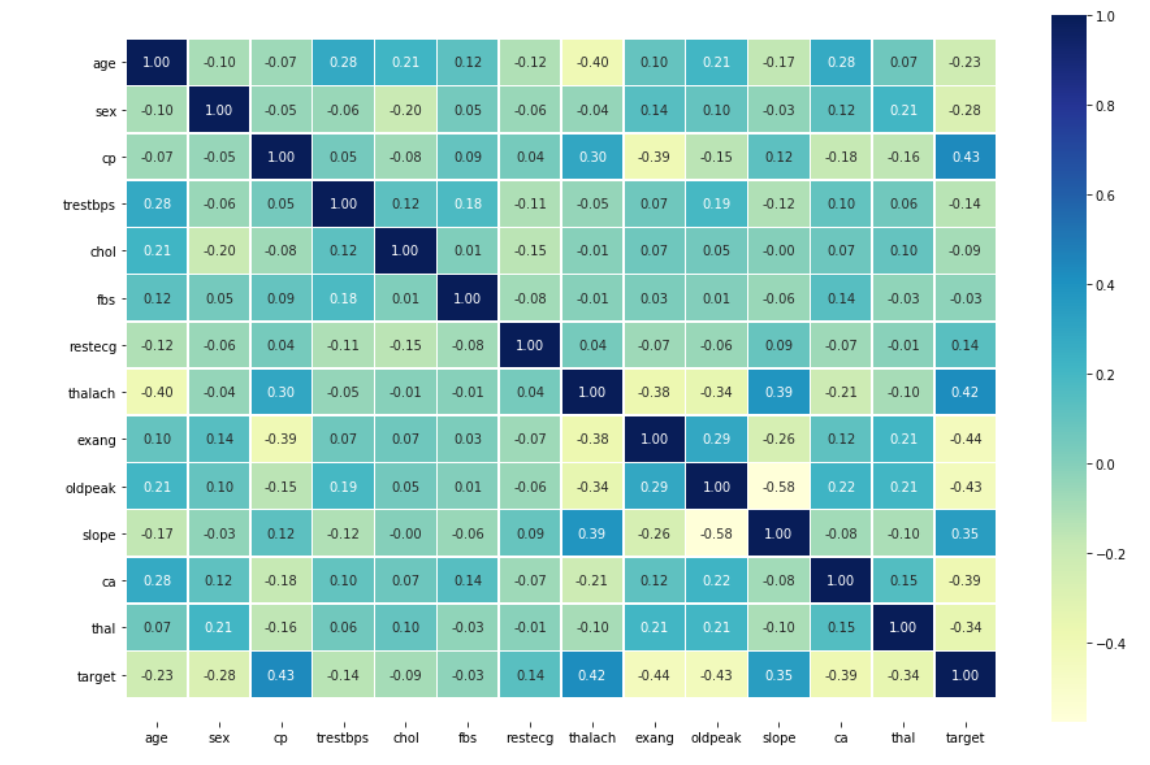 1.0
age 1.00 -0.10 -0.07 0.28 0.21 0.12 -0.12 -0.40 0.10 0.21 -0.17 0.28 0.07 -0.23
sex -0.10 1.00 -0.05 -0.06 -0.20 0.05 -0.06 -0.04 0.14 0.10 -0.03 0.12 0.21 -0.28
0.8
cp -0.07 -0.05 1.00 0.05 -0.08 0.09 0.04 0.30 -0.39 -0.15 0.12 -0.18 -0.16 0.43
0.6
trestbps 0.28 -0.06 0.05 1.00 0.12 0.18 -0.11 -0.05 0.07 0.19 -0.12 0.10 0.06 -0.14
chol 0.21 -0.20 -0.08 0.12 1.00 0.01 -0.15 -0.01 0.07 0.05 -0.00 0.07 0.10 -0.09
0.4
fbs 0.12 0.05 0.09 0.18 0.01 1.00 -0.08 -0.01 0.03 0.01 -0.06 0.14 -0.03 -0.03
restecg -0.12 -0.06 0.04 -0.11 -0.15 -0.08 1.00 0.04 -0.07 -0.06 0.09 -0.07 -0.01 0.14
0.2
thalach -0.40 -0.04 0.30 -0.05 -0.01 -0.01 0.04 1.00 -0.38 -0.34 0.39 -0.21 -0.10 0.42
exang 0.10 0.14 -0.39 0.07 0.07 0.03 -0.07 -0.38 1.00 0.29 -0.26 0.12 0.21 -0.44
0.0
oldpeak 0.21 0.10 -0.15 0.19 0.05 0.01 -0.06 -0.34 0.29 1.00 -0.58 0.22 0.21 -0.43
slope -0.17 -0.03 0.12 -0.12 -0.00 -0.06 0.09 0.39 -0.26 -0.58 1.00 -0.08 -0.10 0.35
−0.2
ca 0.28 0.12 -0.18 0.10 0.07 0.14 -0.07 -0.21 0.12 0.22 -0.08 1.00 0.15 -0.39
thal 0.07 0.21 -0.16 0.06 0.10 -0.03 -0.01 -0.10 0.21 0.21 -0.10 0.15 1.00 -0.34
−0.4
target -0.23 -0.28 0.43 -0.14 -0.09 -0.03 0.14 0.42 -0.44 -0.43 0.35 -0.39 -0.34 1.00
age sex cp trestbps chol fbs restecg thalach exang oldpeak slope ca thal target